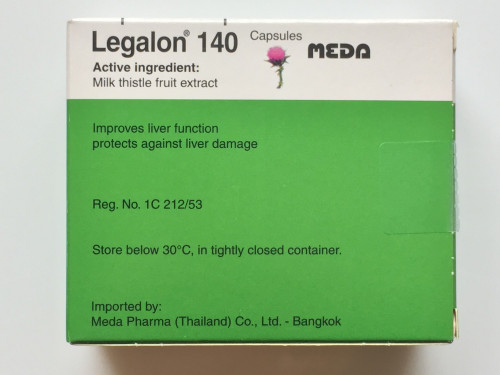 Legalon® 140 Capsules
MEDA
Active ingredient:
Milk thistle fruit extract
Improves liver function
protects against liver damage
Reg. No. 1C 212/53
Store below 30°C, in tightly closed container.
Imported by:
Meda Pharma (Thailand) Co., Ltd. - Bangkok